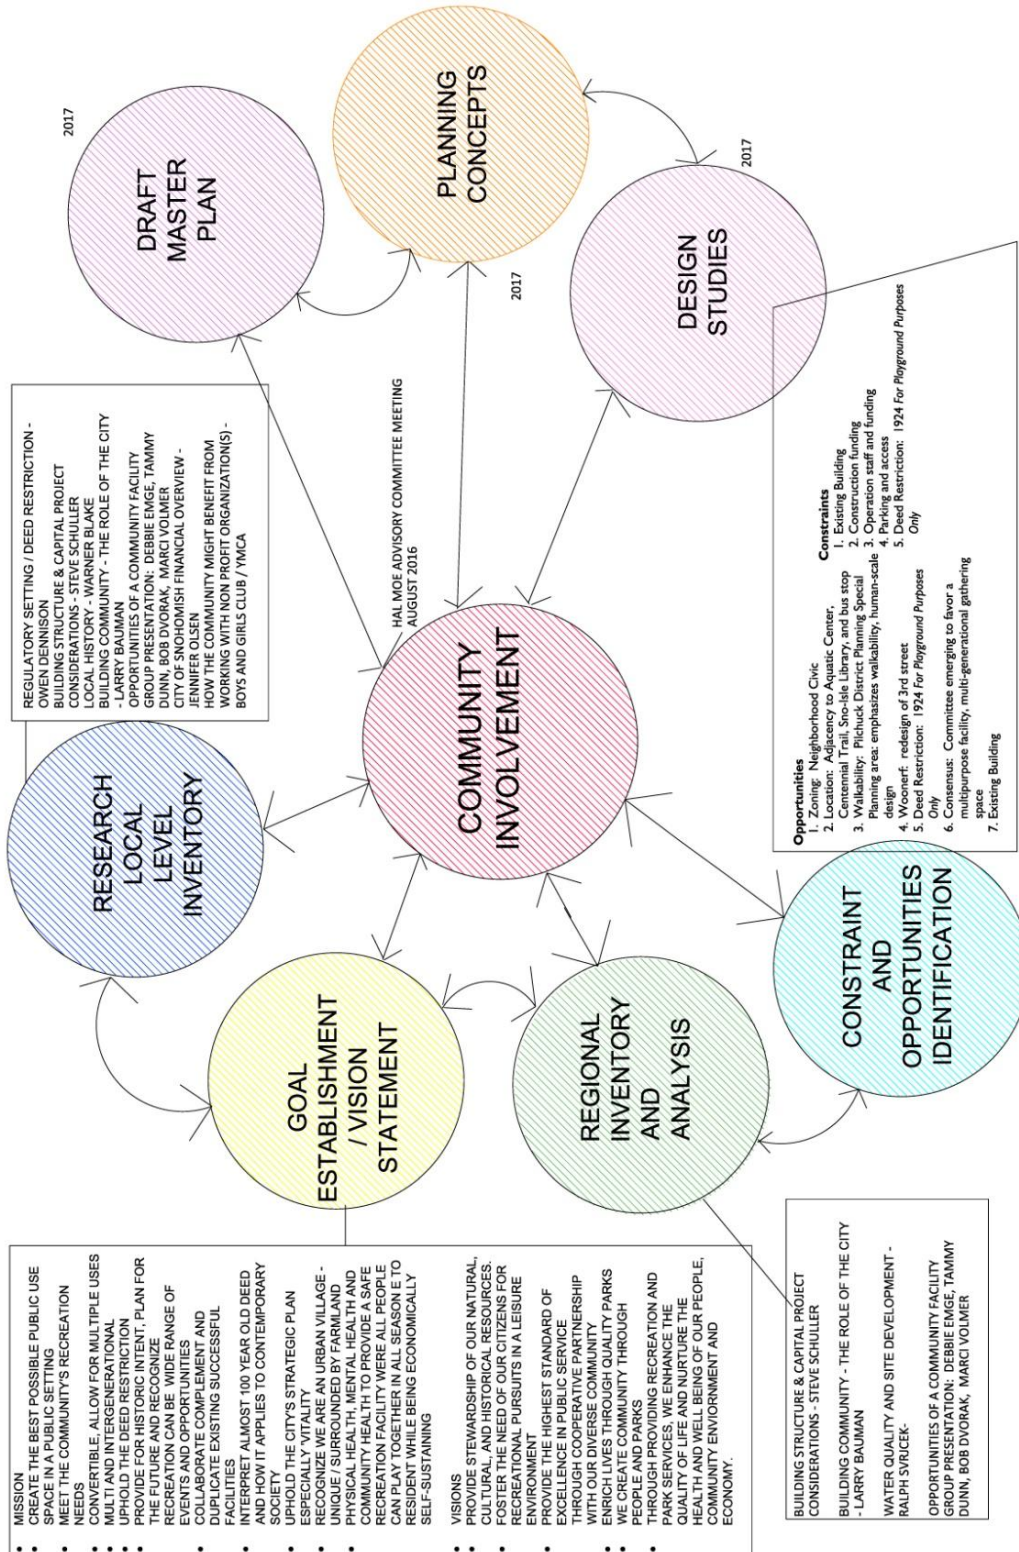 MISSION
CREATE THE BEST POSSIBLE PUBLIC USE
SPACE IN A PUBLIC SETTING
MEET THE COMMUNITY'S RECREATION
NEEDS
CONVERTIBLE, ALLOW FOR MULTIPLE USES
MULTI AND INTERGENERATIONAL
UPHOLD THE DEED RESTRICTION
PROVIDE FOR HISTORIC INTENT, PLAN FOR
THE FUTURE AND RECOGNIZE
RECREATION CAN BE WIDE RANGE OF
EVENTS AND OPPORTUNITIES
COLLABORATE COMPLEMENT AND
DUPLICATE EXISTING SUCCESSFUL
FACILITIES
INTERPRET ALMOST 100 YEAR OLD DEED
AND HOW IT APPLIES TO CONTEMPORARY
SOCIETY
UPHOLD THE CITY'S STRATEGIC PLAN
ESPECIALLY 'VITALITY
RECOGNIZE WE ARE AN URBAN VILLAGE -
UNIQUE / SURROUNDED BY FARMLAND
PHYSICAL HEALTH, MENTAL HEALTH AND
COMMUNITY HEALTH TO PROVIDE A SAFE
RECREATION FACILITY WERE ALL PEOPLE
CAN PLAY TOGETHER IN ALL SEASON E TO
RESIDENT WHILE BEING ECONOMICALLY
SELF-SUSTAINING
VISIONS
PROVIDE STEWARDSHIP OF OUR NATURAL,
CULTURAL, AND HISTORICAL RESOURCES.
FOSTER THE NEED OF OUR CITIZENS FOR
RECREATIONAL PURSUITS IN A LEISURE
ENVIRONMENT
PROVIDE THE HIGHEST STANDARD OF
EXCELLENCE IN PUBLIC SERVICE
THROUGH COOPERATIVE PARTNERSHIP
WITH OUR DIVERSE COMMUNITY
ENRICH LIVES THROUGH QUALITY PARKS
WE CREATE COMMUNITY THROUGH
PEOPLE AND PARKS
THROUGH PROVIDING RECREATION AND
PARK SERVICES, WE ENHANCE THE
QUALITY OF LIFE AND NURTURE THE
HEALTH AND WELL BEING OF OUR PEOPLE,
COMMUNITY ENVIORNMENT AND
ECONOMY.
BUILDING STRUCTURE & CAPITAL PROJECT
CONSIDERATIONS - STEVE SCHULLER
BUILDING COMMUNITY - THE ROLE OF THE CITY
- LARRY BAUMAN
WATER QUALITY AND SITE DEVELOPMENT -
RALPH SVRJCEK-
OPPORTUNITIES OF A COMMUNITY FACILITY
GROUP PRESENTATION: DEBBIE EMGE, TAMMY
DUNN, BOB DVORAK, MARCI VOLMER
GOAL
ESTABLISHMENT
/ VISION
STATEMENT
REGIONAL
INVENTORY
AND
ANALYSIS
CONSTRAINT
AND
OPPORTUNITIES
IDENTIFICATION
RESEARCH
LOCAL
LEVEL
INVENTORY
REGULATORY SETTING / DEED RESTRICTION -
OWEN DENNISON
BUILDING STRUCTURE & CAPITAL PROJECT
CONSIDERATIONS - STEVE SCHULLER
LOCAL HISTORY - WARNER BLAKE
BUILDING COMMUNITY - THE ROLE OF THE CITY
- LARRY BAUMAN
OPPORTUNITIES OF A COMMUNITY FACILITY
GROUP PRESENTATION: DEBBIE EMGE, TAMMY
DUNN, BOB DVORAK, MARCI VOLMER
CITY OF SNOHOMISH FINANCIAL OVERVIEW -
JENNIFER OLSEN
HOW THE COMMUNITY MIGHT BENEFIT FROM
WORKING WITH NON PROFIT ORGANIZATION(S) -
BOYS AND GIRLS CLUB / YMCA
COMMUNITY
INVOLVEMENT
HAL MOE ADVISORY COMMITTEE MEETING
AUGUST 2016
Opportunities
1. Zoning: Neighborhood Civic
2. Location: Adjacency to Aquatic Center,
Centennial Trail, Sno-Isle Library, and bus stop
3. Walkability: Pilchuck District Planning Special
Planning area: emphasizes walkability, human-scale
design
4. Woonerf: redesign of 3rd street
5. Deed Restriction: 1924 For Playground Purposes
Only
6. Consensus: Committee emerging to favor a
multipurpose facility, multi-generational gathering
space
7. Existing Building
Constraints
1. Existing Building
2. Construction funding
3. Operation staff and funding
4. Parking and access
5. Deed Restriction: 1924 For Playground Purposes
Only
DRAFT
MASTER
PLAN
2017
PLANNING
CONCEPTS
2017
DESIGN
STUDIES
2017